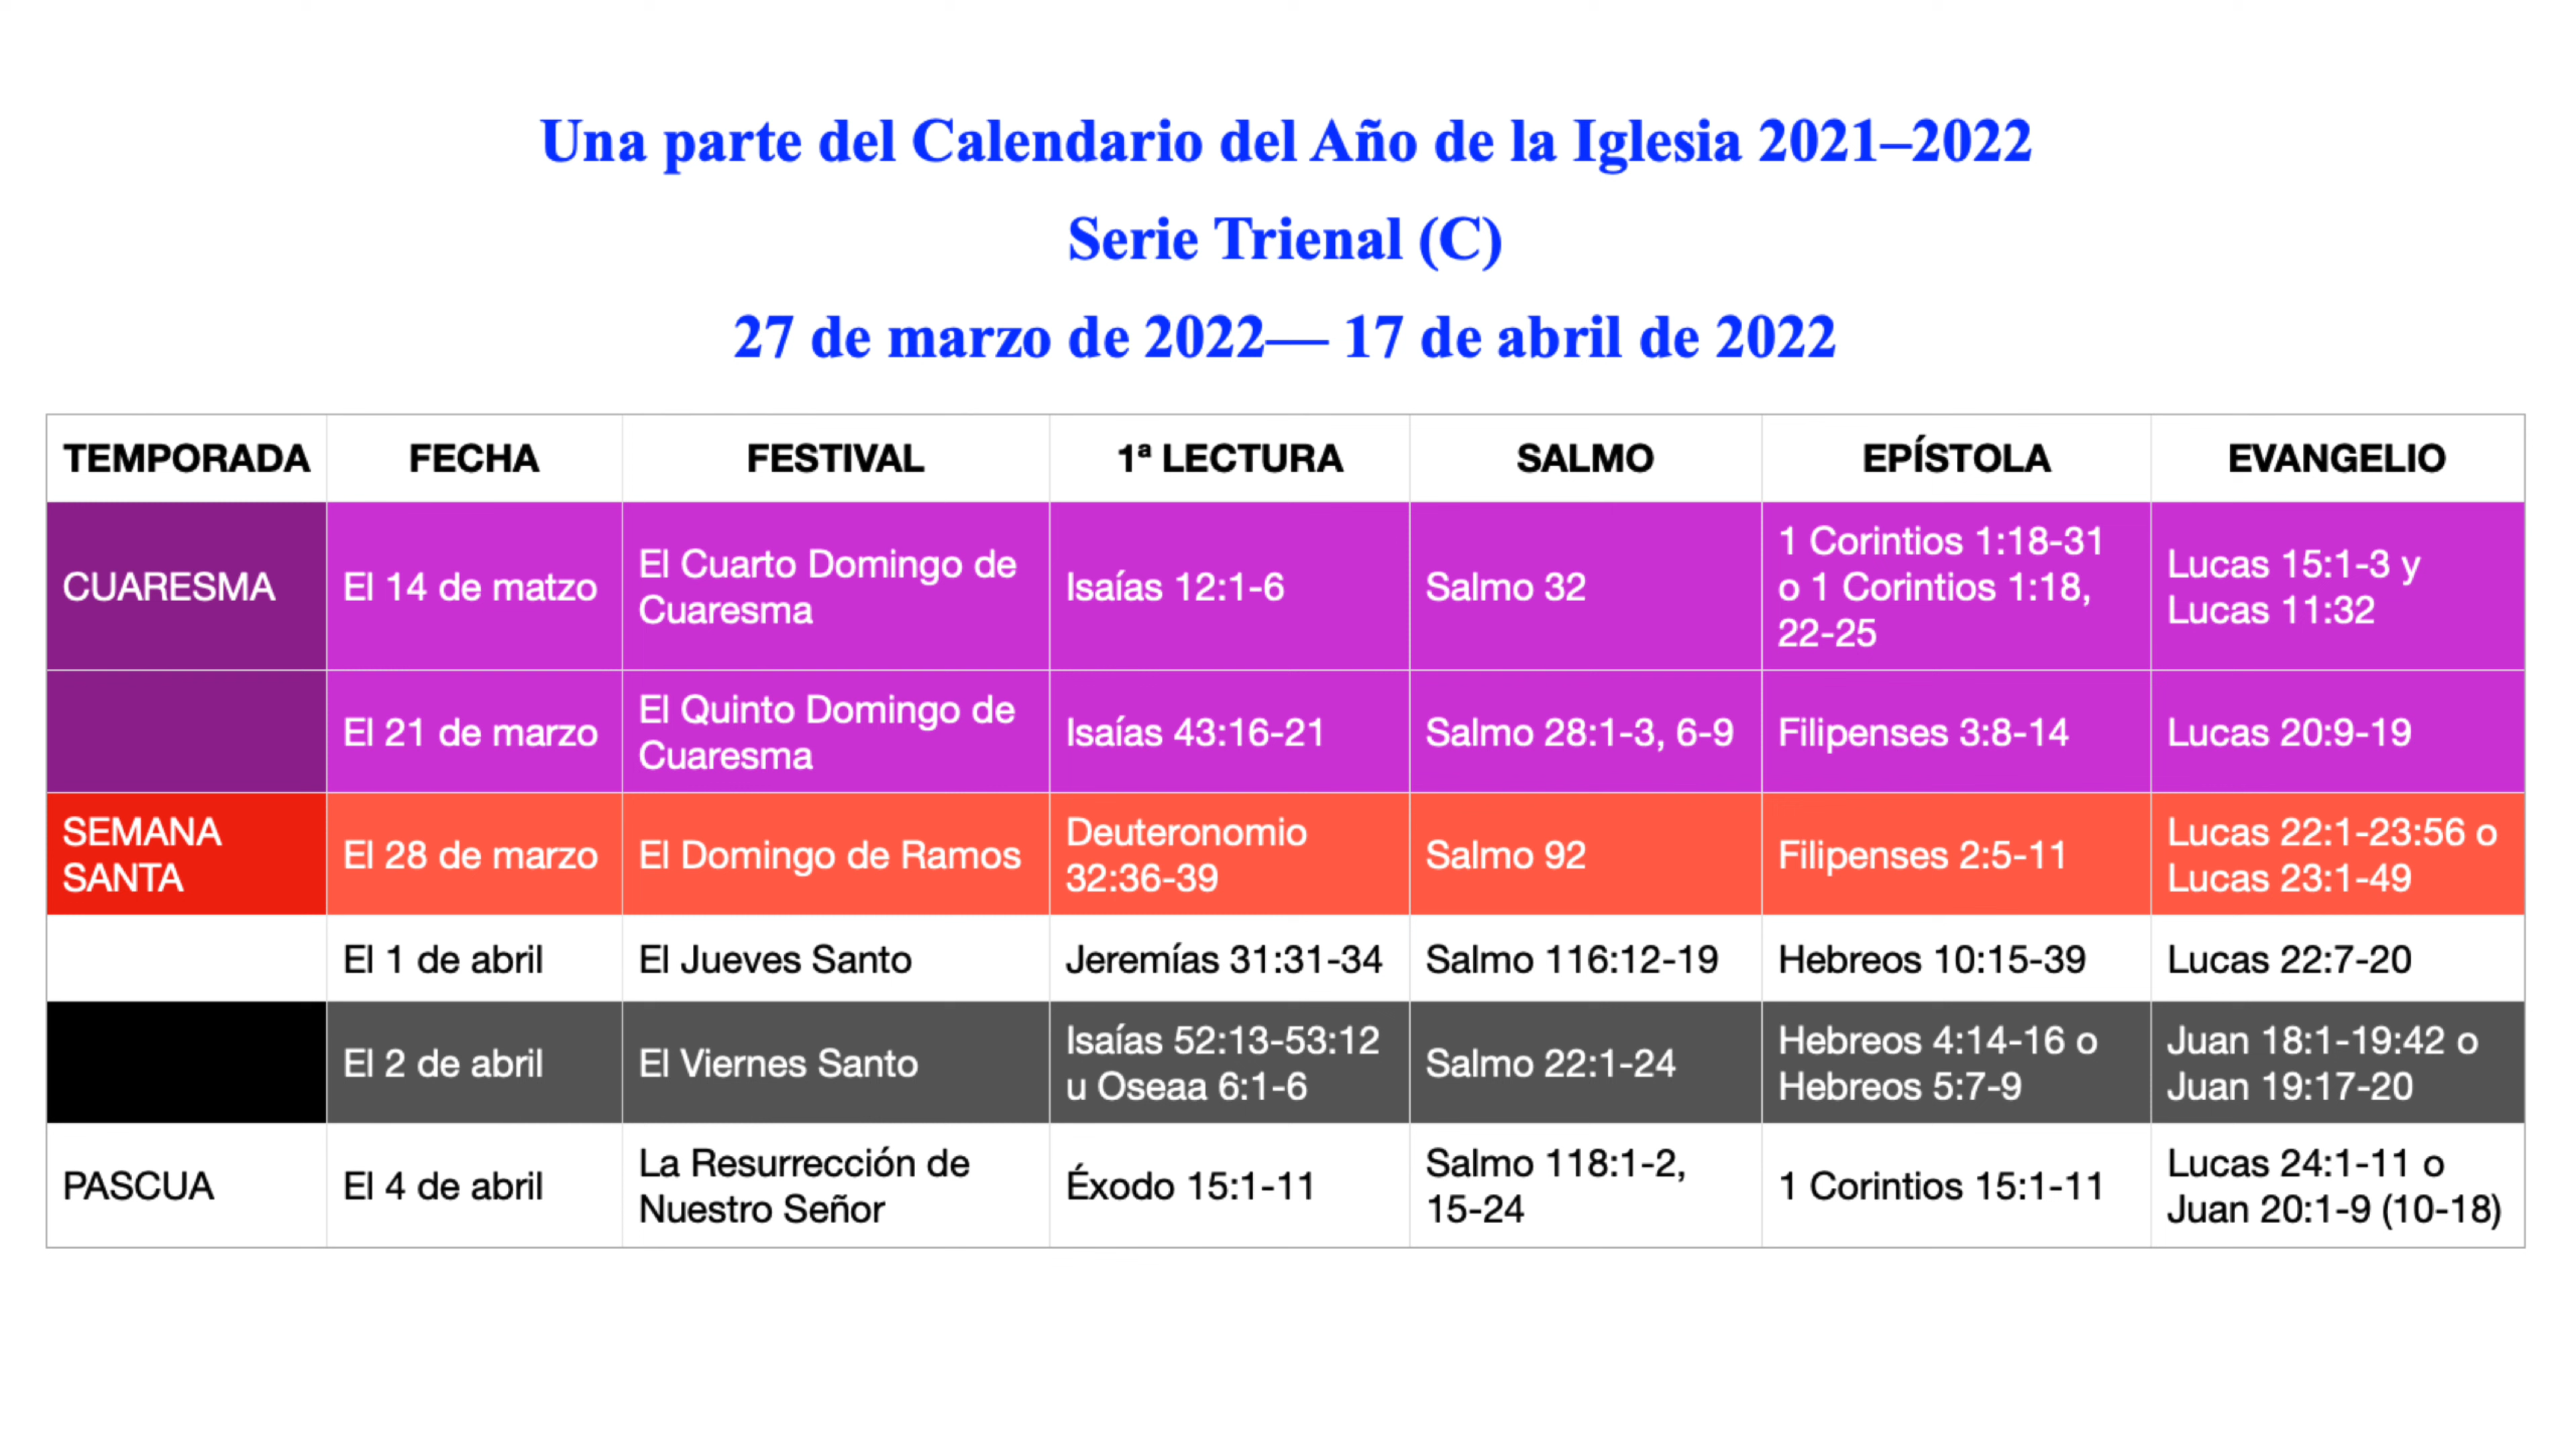 Una parte del Calendario del Año de la Iglesia 2021–2022
Serie Trienal (C)
27 de marzo de 2022— 17 de abril de 2022
TEMPORADA FECHA FESTIVAL 1ª LECTURA SALMO EPÍSTOLA EVANGELIO
CUARESMA
El 14 de matzo
El Cuarto Domingo de
Cuaresma
Isaías 12:1-6
Salmo 32
1 Corintios 1:18-31
o 1 Corintios 1:18,
22-25
Lucas 15:1-3 y
Lucas 11:32
El 21 de marzo
El Quinto Domingo de
Cuaresma
Isaías 43:16-21
Salmo 28:1-3, 6-9
Filipenses 3:8-14
Lucas 20:9-19
SEMANA
SANTA
El 28 de marzo
El Domingo de Ramos
Deuteronomio
32:36-39
Salmo 92
Filipenses 2:5-11
Lucas 22:1-23:56 o
Lucas 23:1-49
El 1 de abril
El Jueves Santo
Jeremías 31:31-34
Salmo 116:12-19
Hebreos 10:15-39
Lucas 22:7-20
El 2 de abril
El Viernes Santo
Isaías 52:13-53:12
u Oseaa 6:1-6
Salmo 22:1-24
Hebreos 4:14-16 o
Hebreos 5:7-9
Juan 18:1-19:42 o
Juan 19:17-20
PASCUA
El 4 de abril
La Resurrección de
Nuestro Señor
Éxodo 15:1-11
Salmo 118:1-2,
15-24
1 Corintios 15:1-11
Lucas 24:1-11 o
Juan 20:1-9 (10-18)